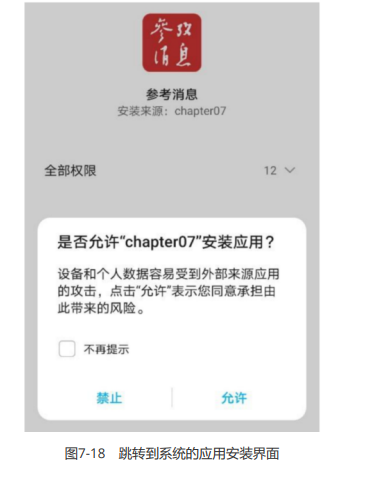 参攷
消息
参考消息
安装来源：chapter07
全部权限 12
是否允许“chapter07”安装应用？
设备和个人数据容易受到外部来源应用
的攻击，点击“允许”表示您同意承担由
此带来的风险。
不再提示
禁止 允许
图7-18 跳转到系统的应用安装界面